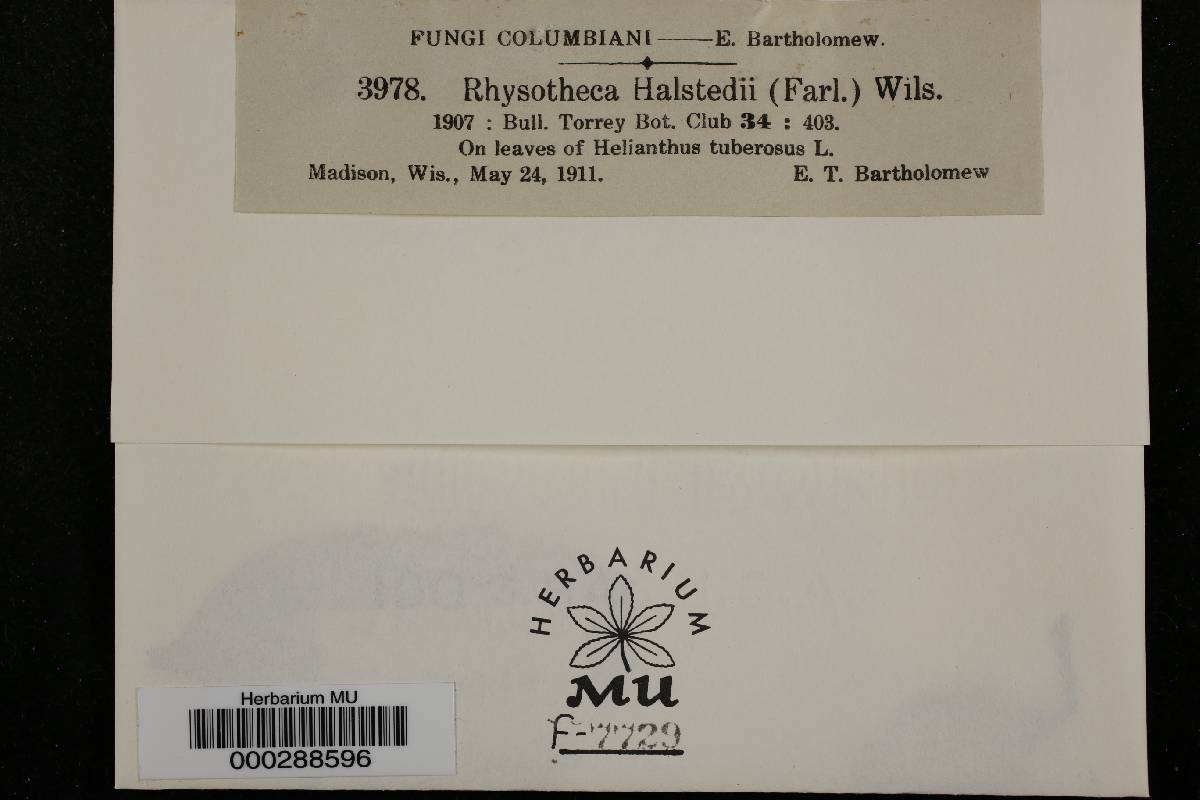 FUNGI COLUMBIANI——E. Bartholomew.
3978. Rhysotheca Halstedii (Farl.) Wils.
1907 : Bull. Torrey Bot. Club 34 : 403.
On leaves of Helianthus tuberosus L.
Madison, Wis., May 24, 1911. E. T. Bartholomew
HERBARIUM
MU
F-7729
Herbarium MU
000288596